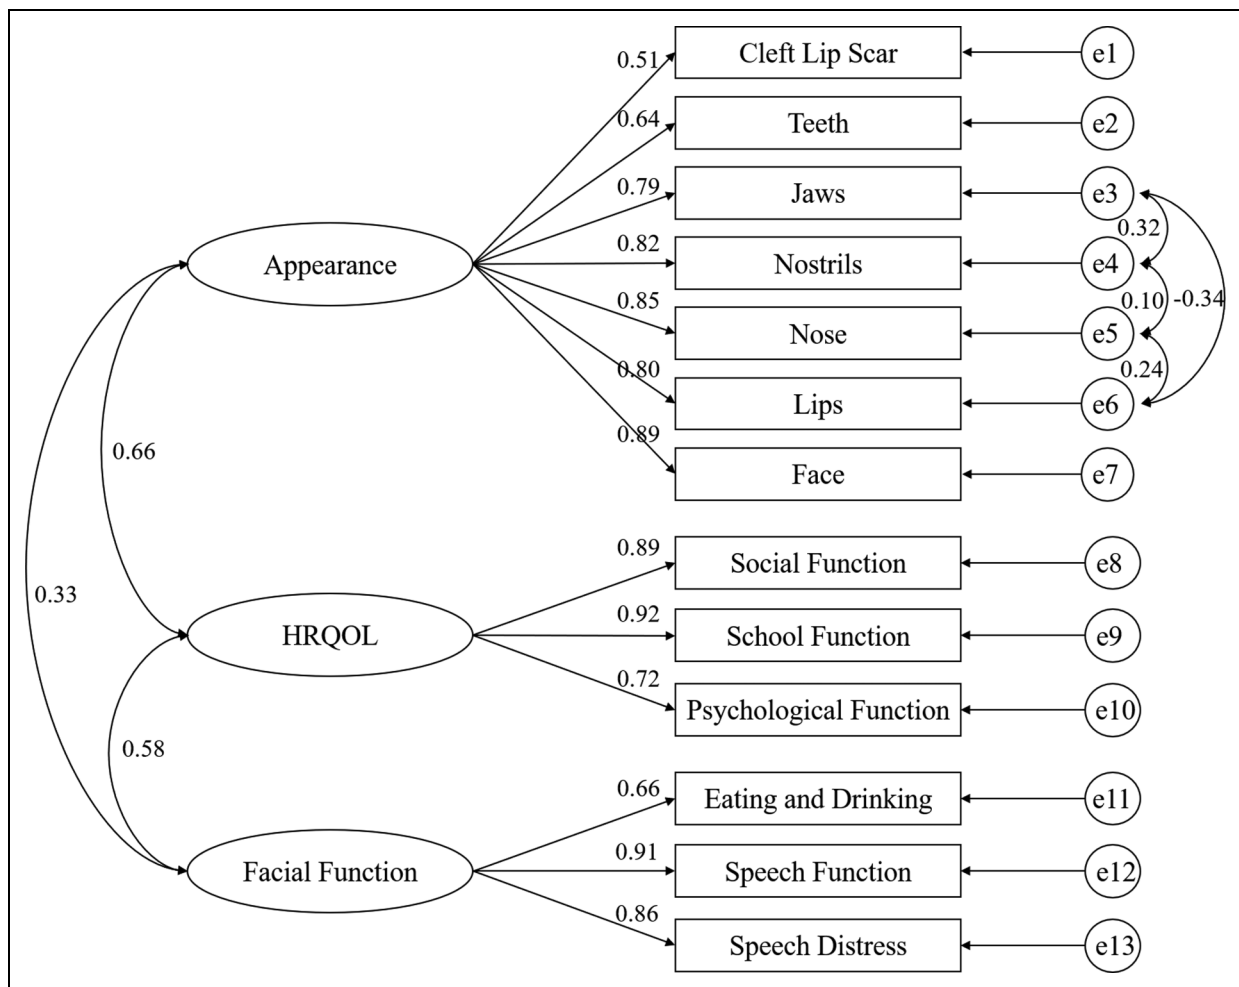 0.51
Cleft Lip Scar
e1
0.64
Teeth
e2
0.79
Jaws
e3
0.32
0.82
Nostrils
e4
Appearance
0.10
-0.34
0.85
Nose
e5
0.24
0.80
Lips
e6
0.89
Face
e7
0.66
0.33
0.89
Social Function
e8
HRQOL
0.92
School Function
e9
0.72
Psychological Function
e10
0.58
0.66
Eating and Drinking
e11
Facial Function
0.91
Speech Function
e12
0.86
Speech Distress
e13